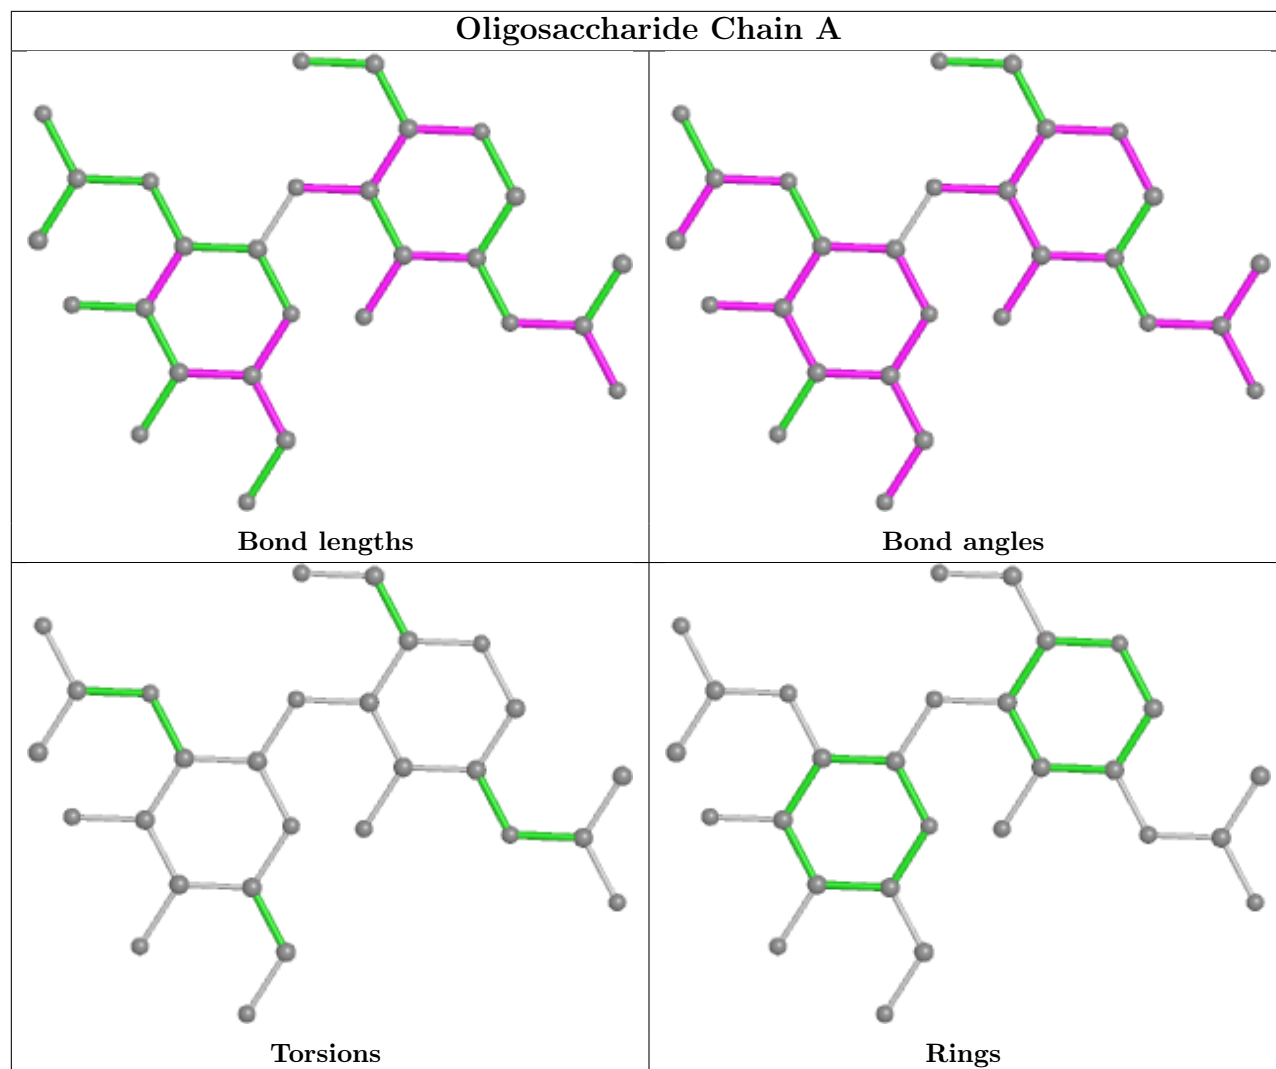 Oligosaccharide Chain A
Bond lengths
Bond angles
Torsions
Rings